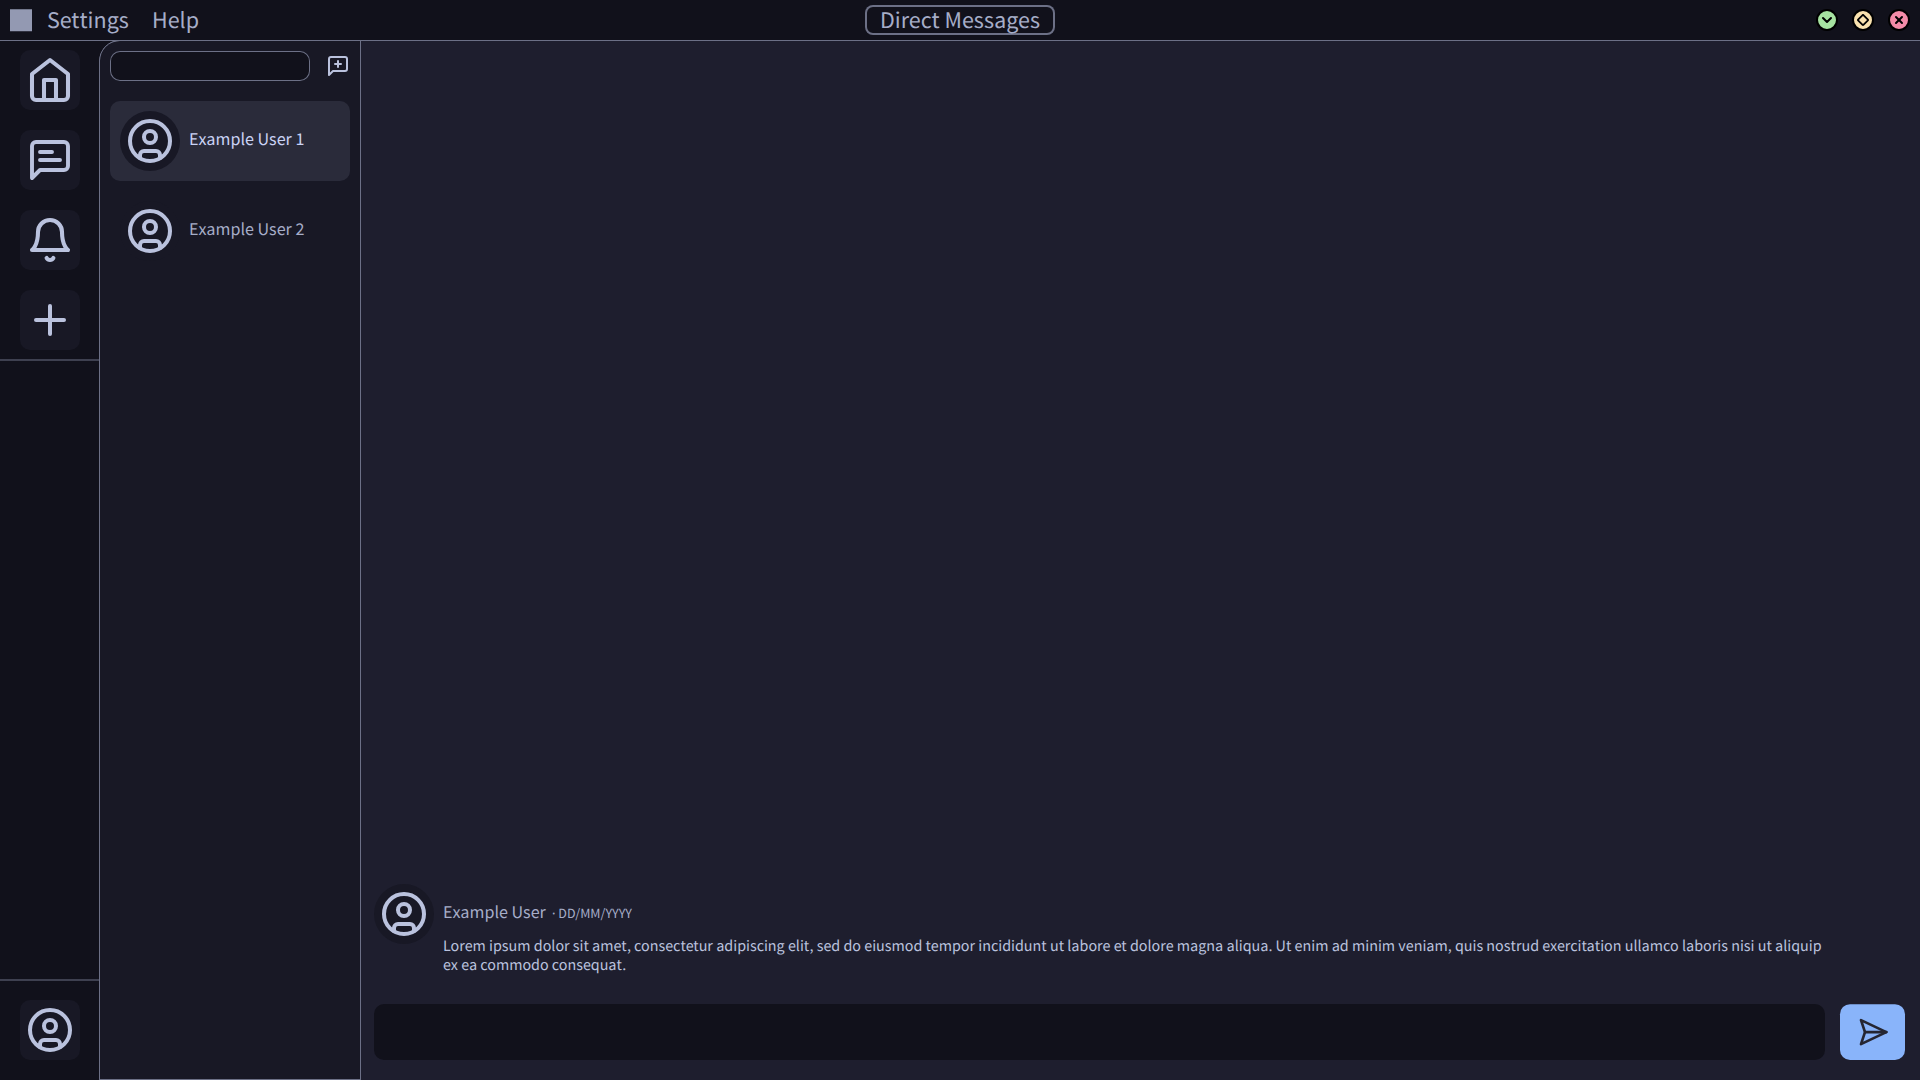 Settings Help Direct Messages
Example User 1
Example User 2
Example User · DD/MM/YYYY
Lorem ipsum dolor sit amet, consectetur adipiscing elit, sed do eiusmod tempor incididunt ut labore et dolore magna aliqua. Ut enim ad minim veniam, quis nostrud exercitation ullamco laboris nisi ut aliquip
ex ea commodo consequat.